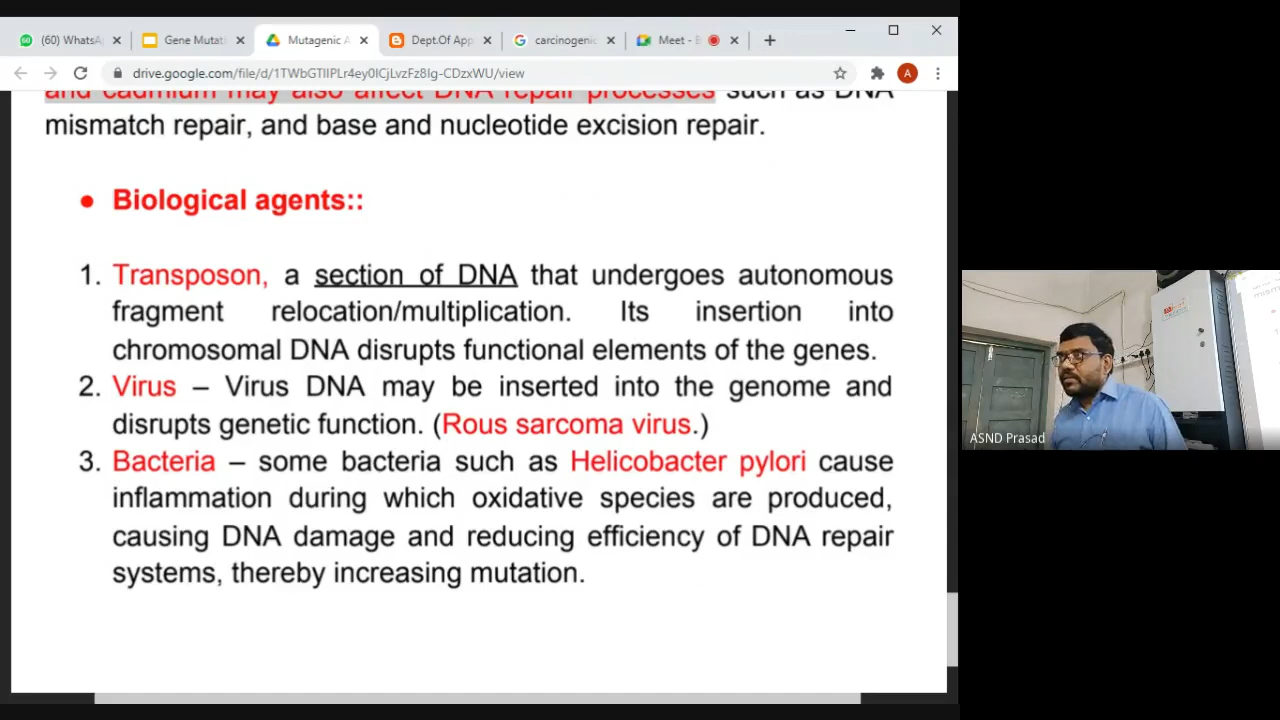 (60) WhatsA
Gene Mutati
Mutagenic A
Dept.Of App
carcinogenic
Meet -
drive.google.com/file/d/1TWbGTlIPLr4ey0ICjLvzFz8Ig-CDzxWU/view
A
and cadmium may also affect DNA repair processes such as DNA
mismatch repair, and base and nucleotide excision repair.
• Biological agents::
1. Transposon, a section of DNA that undergoes autonomous
fragment relocation/multiplication. Its insertion into
chromosomal DNA disrupts functional elements of the genes.
2. Virus – Virus DNA may be inserted into the genome and
disrupts genetic function. (Rous sarcoma virus.)
3. Bacteria – some bacteria such as Helicobacter pylori cause
inflammation during which oxidative species are produced,
causing DNA damage and reducing efficiency of DNA repair
systems, thereby increasing mutation.
ASND Prasad